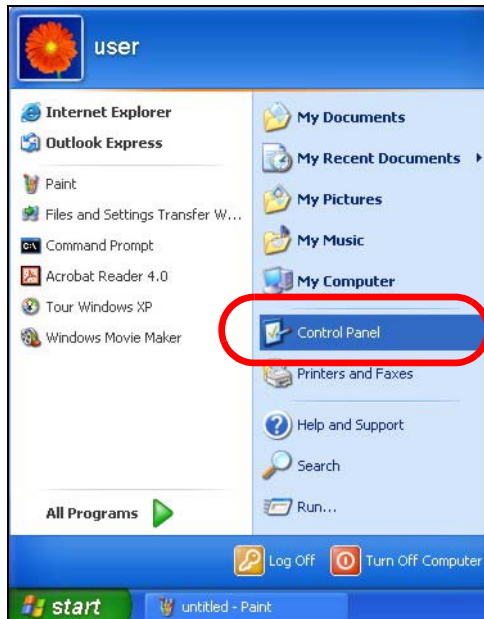 user
Internet Explorer
Outlook Express
Paint
Files and Settings Transfer W...
C:\
Command Prompt
Acrobat Reader 4.0
Tour Windows XP
Windows Movie Maker
All Programs
My Documents
My Recent Documents
My Pictures
My Music
My Computer
Control Panel
Printers and Faxes
Help and Support
Search
Run...
Log Off
Turn Off Computer
start
untitled - Paint